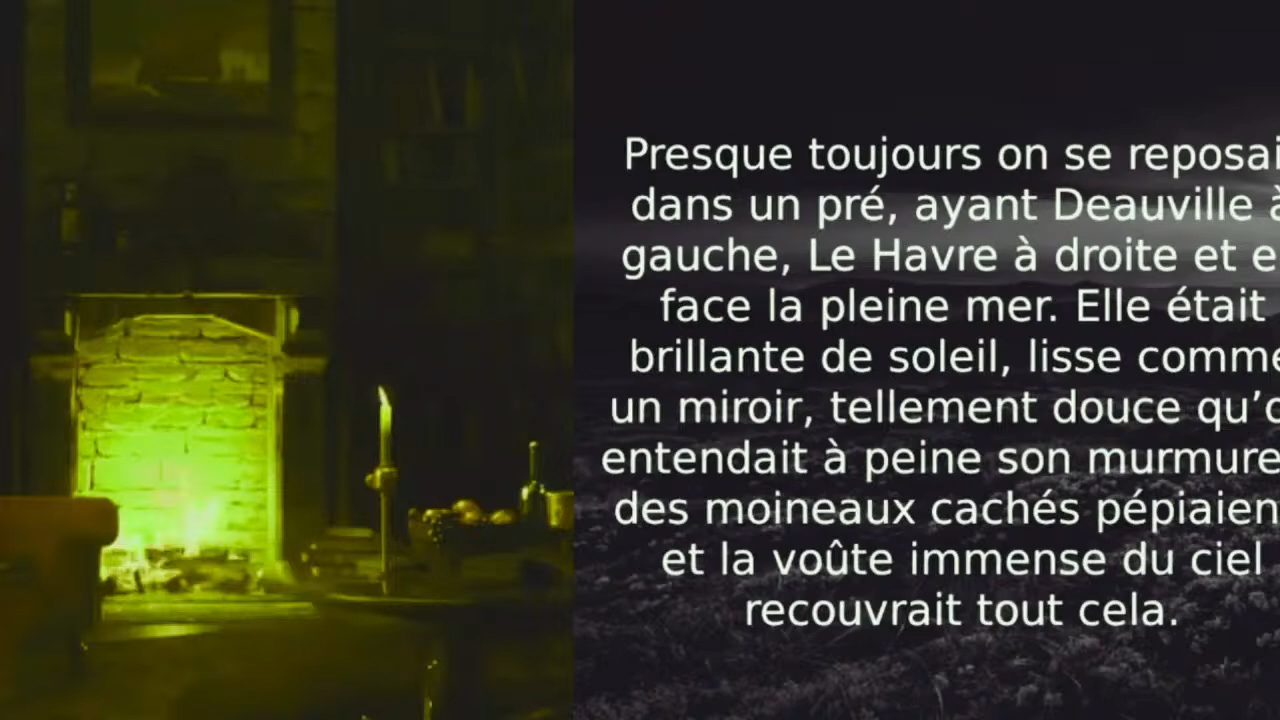 Presque toujours on se reposai
dans un pré, ayant Deauville à
gauche, Le Havre à droite et e
face la pleine mer. Elle était
brillante de soleil, lisse comme
un miroir, tellement douce qu’o
entendait à peine son murmure
des moineaux cachés pépiaien
et la voûte immense du ciel
recouvrait tout cela.